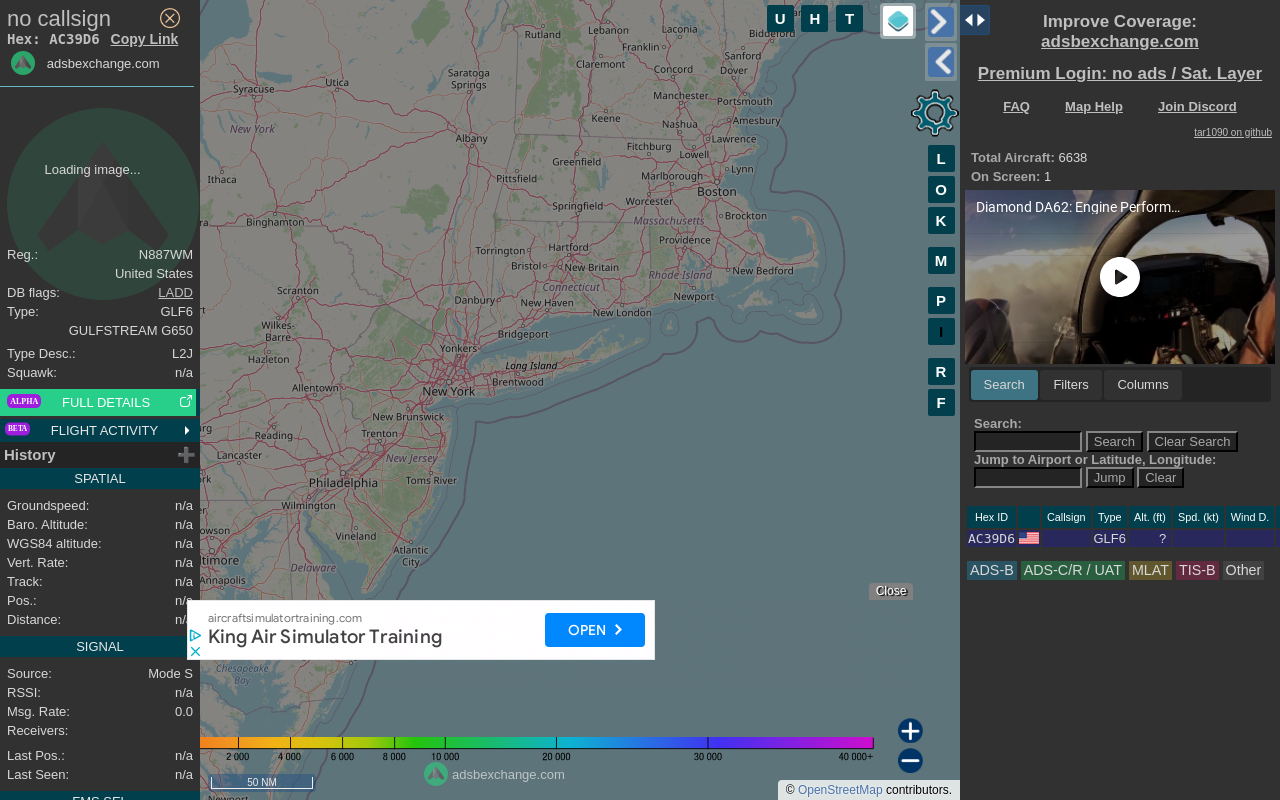 no callsign
Hex: AC39D6 Copy Link
adsbexchange.com
Loading image...
Reg.: N887WM
United States
DB flags: LADD
Type: GLF6
GULFSTREAM G650
Type Desc.: L2J
Squawk: n/a
ALPHA FULL DETAILS
BETA FLIGHT ACTIVITY
History
SPATIAL
Groundspeed: n/a
Baro. Altitude: n/a
WGS84 altitude: n/a
Vert. Rate: n/a
Track: n/a
Pos.: n/a
Distance: n/
SIGNAL
Source: Mode S
RSSI: n/a
Msg. Rate: 0.0
Receivers:
Last Pos.: n/a
Last Seen: n/a
U H T
L
O
K
M
P
I
R
F
Rutland
Lebanon
Laconia
Biddeford
Franklin
Sanford
Claremont
Concord
Dover
Utica
Saratoga
Springs
Syracuse
Manchester
Portsmouth
Keene
Nashua
Amesbury
New York
Albany
Lawrence
Fitchburg
Lowell
Greenfield
Lynn
Ithaca
Pittsfield
Marlborough
Boston
Worcester
Springfield
Massachusetts
Brockton
Binghamton
Providence
Torrington
Hartford
Bristol
New Britain
Rhode Island
New Bedford
Connecticut
Newport
Scranton
Danbury
New Haven
New London
Wilkes-
Barre
Bridgeport
Hazleton
Yonkers
Long Island
Brentwood
Allentown
New York
New Brunswick
Reading
Trenton
Lancaster
New Jersey
Philadelphia
Toms River
Wilmington
Vineland
Atlantic
City
Annapolis
Delaware
Chesapeake
Bay
Close
aircraftsimulatortraining.com
King Air Simulator Training
OPEN
2 000 4 000 6 000 8 000 10 000 20 000 30 000 40 000+
50 NM
adsbexchange.com
© OpenStreetMap contributors.
Improve Coverage:
adsbexchange.com
Premium Login: no ads / Sat. Layer
FAQ Map Help Join Discord
tar1090 on github
Total Aircraft: 6638
On Screen: 1
Diamond DA62: Engine Perform...
Search Filters Columns
Search:
Search Clear Search
Jump to Airport or Latitude, Longitude:
Jump Clear
Hex ID Callsign Type Alt. (ft) Spd. (kt) Wind D.
AC39D6 GLF6 ?
ADS-B ADS-C/R / UAT MLAT TIS-B Other